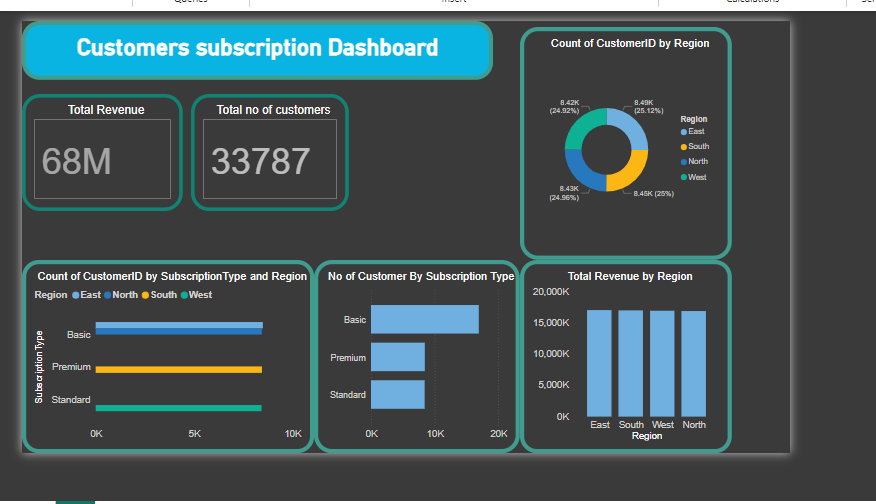 Queries
Insert
Calculations
Customers subscription Dashboard
Total Revenue
68M
Total no of customers
33787
Count of CustomerID by Region
8.42K
(24.92%)
8.49K
(25.12%)
8.43K
(24.96%)
8.45K (25%)
Region
East
South
North
West
Count of CustomerID by SubscriptionType and Region
Region East North South West
SubscriptionType
Basic
Premium
Standard
0K 5K 10K
No of Customer By Subscription Type
Basic
Premium
Standard
0K 10K 20K
Total Revenue by Region
20,000K
15,000K
10,000K
5,000K
0K
East South West North
Region